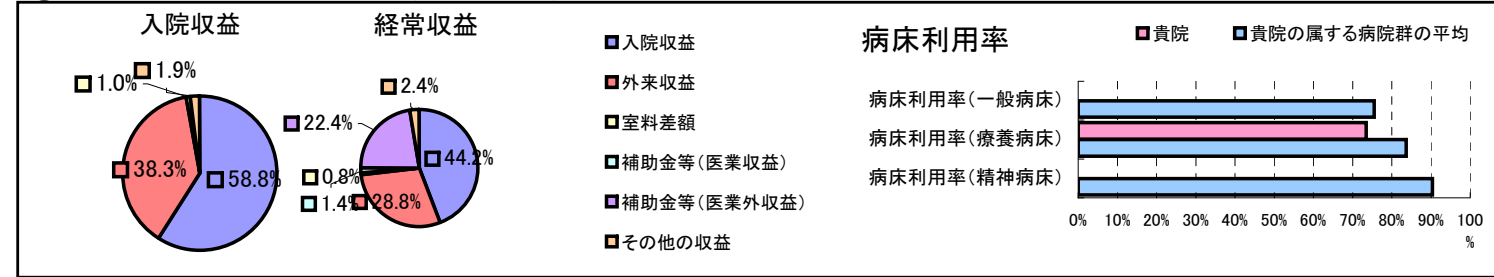 入院収益
1.0%
1.9%
38.3%
58.8%
経常収益
2.4%
22.4%
44.2%
0.8%
1.4%
28.8%
入院収益
外来収益
室料差額
補助金等(医業収益)
補助金等(医業外収益)
その他の収益
病床利用率
貴院
貴院の属する病院群の平均
病床利用率(一般病床)
病床利用率(療養病床)
病床利用率(精神病床)
0% 10% 20% 30% 40% 50% 60% 70% 80% 90% 100
%